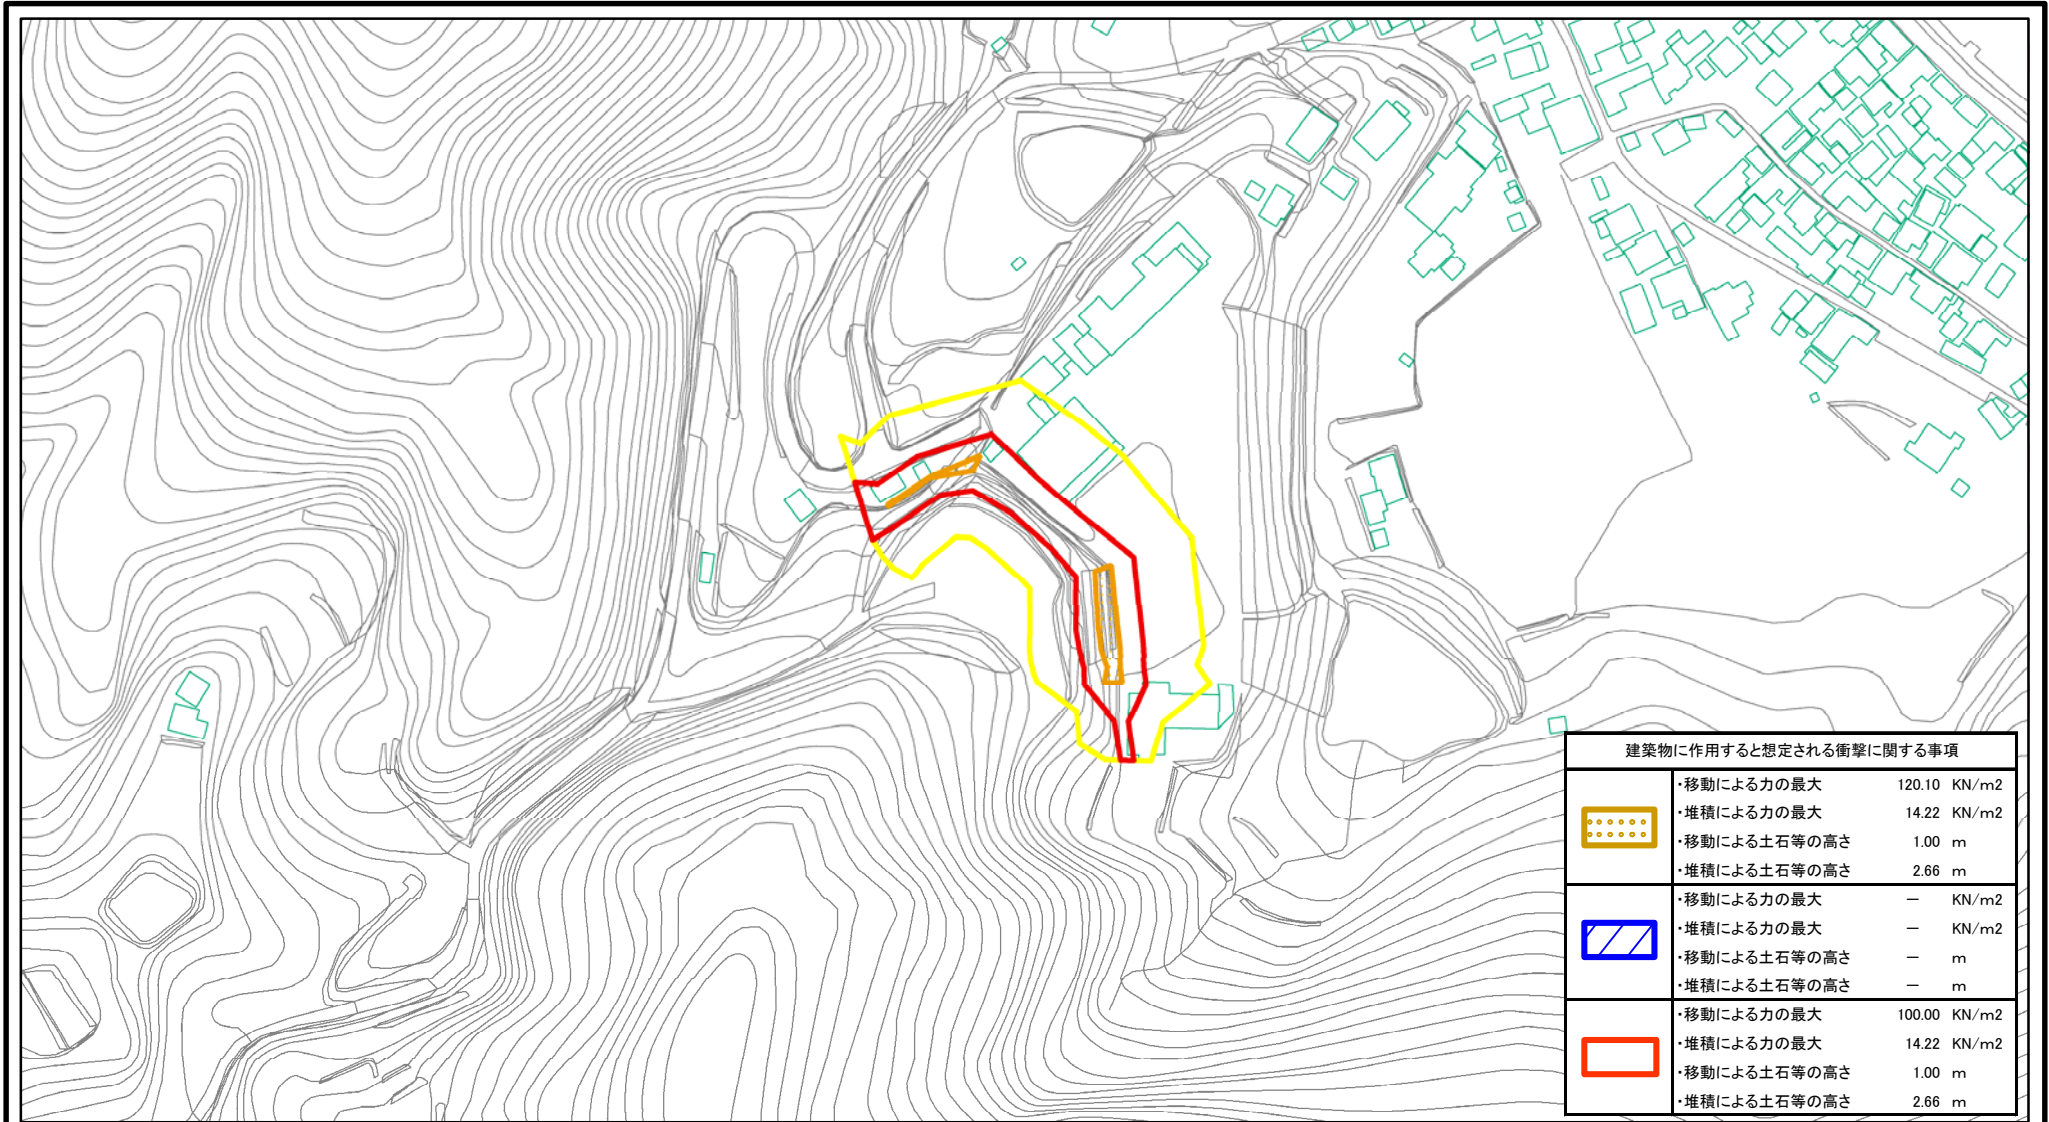 建築物に作用すると想定される衝撃に関する事項
・移動による力の最大 120.10 KN/m2
・堆積による力の最大 14.22 KN/m2
・移動による土石等の高さ 1.00 m
・堆積による土石等の高さ 2.66 m
・移動による力の最大 － KN/m2
・堆積による力の最大 － KN/m2
・移動による土石等の高さ － m
・堆積による土石等の高さ － m
・移動による力の最大 100.00 KN/m2
・堆積による力の最大 14.22 KN/m2
・移動による土石等の高さ 1.00 m
・堆積による土石等の高さ 2.66 m